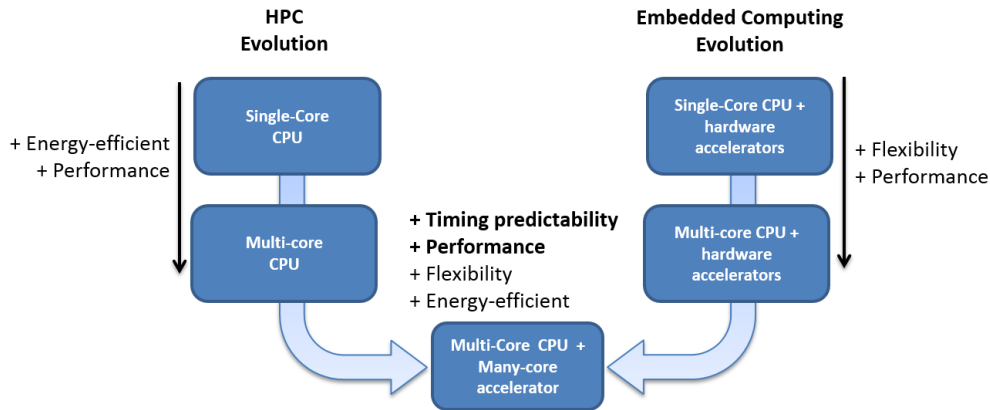 HPC
Evolution
Embedded Computing
Evolution
Single-Core
CPU
Single-Core CPU +
hardware
accelerators
+ Energy-efficient
+ Performance
+ Flexibility
+ Performance
Multi-core
CPU
+ Timing predictability
+ Performance
+ Flexibility
+ Energy-efficient
Multi-core CPU +
hardware
accelerators
Multi-Core CPU +
Many-core
accelerator